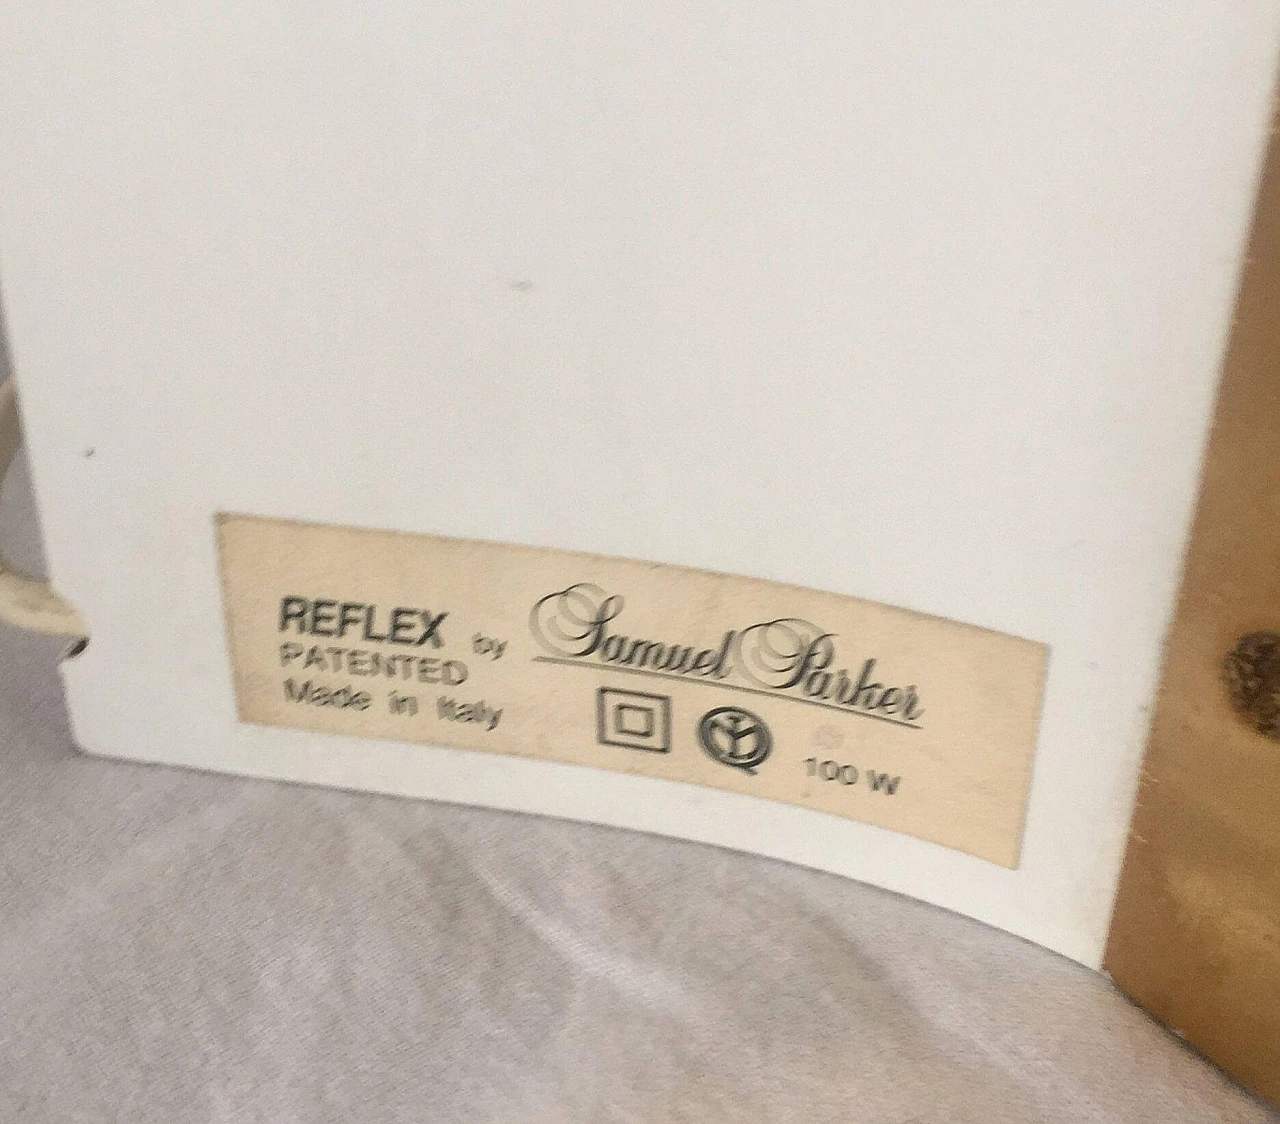 REFLEX by Samuel Parker
PATENTED
Made in Italy
100 W